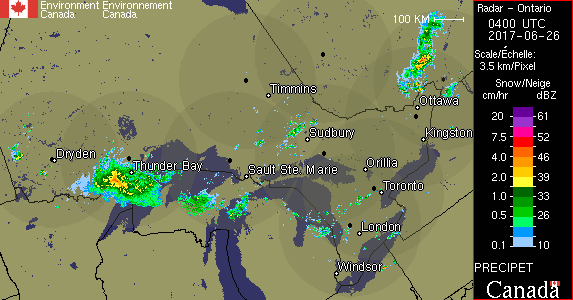 Environment Environnement
Canada Canada
100 KM
Timmins
Ottawa
Sudbury
Kingston
Dryden
Thunder Bay
Sault Ste. Marie
Orillia
Toronto
London
Windsor
Radar - Ontario
0400 UTC
2017-06-26
Scale/Échelle:
3.5 km/Pixel
Snow/Neige
cm/hr dBZ
20 61
7.5 57
5.5 52
4.0 46
2.0 39
1.0 33
0.5 26
0.1 10
PRECIPET
Canada